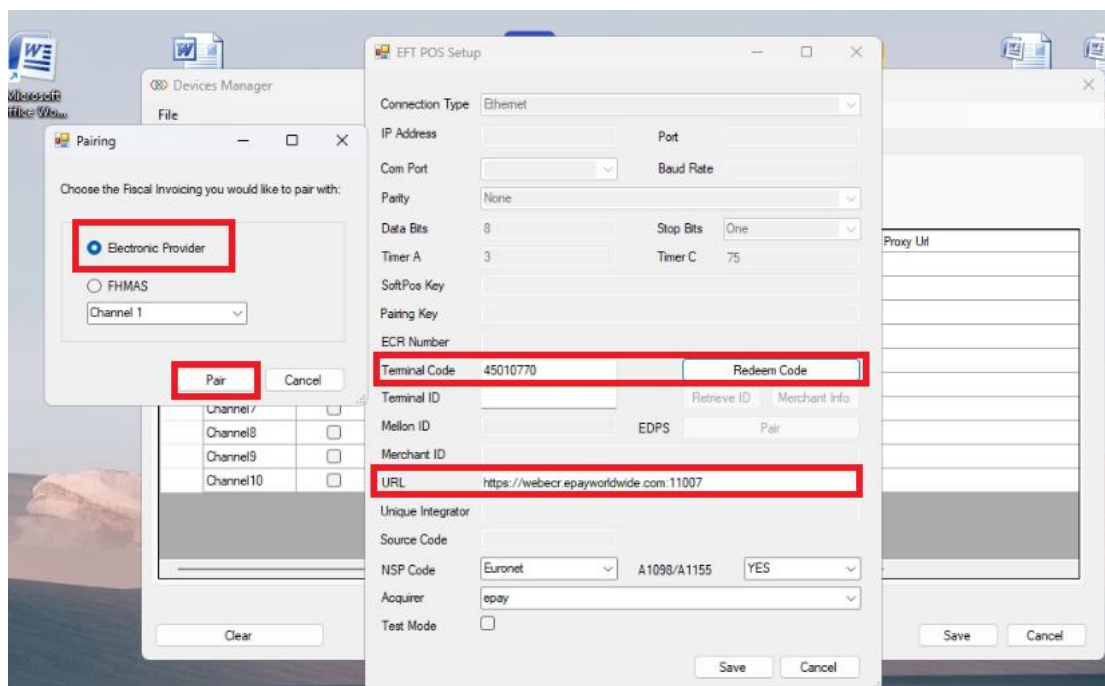 Microsoft
Office Wo...
Devices Manager
File
Proxy Url
Channel7
Channel8
Channel9
Channel10
Clear
Save
Cancel
Pairing
Choose the Fiscal Invoicing you would like to pair with:
Electronic Provider
FHMAS
Channel 1
Pair
Cancel
EFT POS Setup
Connection Type Ethernet
IP Address Port
Com Port Baud Rate
Parity None
Data Bits 8 Stop Bits One
Timer A 3 Timer C 75
SoftPos Key
Pairing Key
ECR Number
Terminal Code 45010770 Redeem Code
Terminal ID Retrieve ID Merchant Info
Mellon ID EDPS Pair
Merchant ID
URL https://webecr.epayworldwide.com:11007
Unique Integrator
Source Code
NSP Code Euronet A1098/A1155 YES
Acquirer epay
Test Mode
Save Cancel